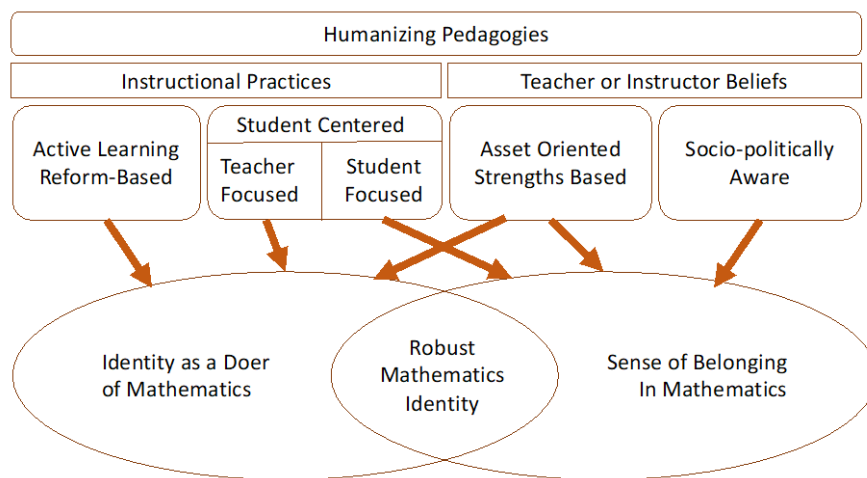 Humanizing Pedagogies
Instructional Practices
Teacher or Instructor Beliefs
Active Learning
Reform-Based
Student Centered
Teacher
Focused
Student
Focused
Asset Oriented
Strengths Based
Socio-politically
Aware
Identity as a Doer
of Mathematics
Robust
Mathematics
Identity
Sense of Belonging
In Mathematics